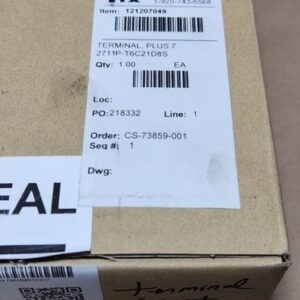 1-920-743-6568
Item: 121207049
TERMINAL, PLUS 7
2711P-T6C21D8S
Qty: 1.00 EA
Loc:
PO: 218332 Line: 1
Order: CS-73859-001
Seq #: 1
Dwg:
EAL
terminal